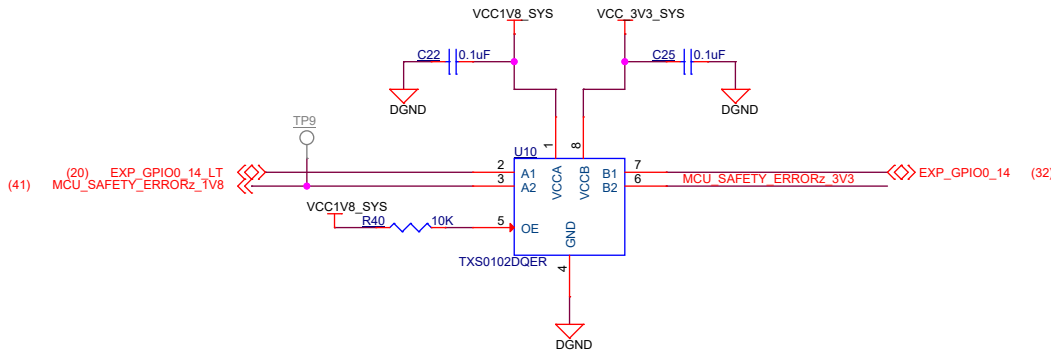 VCC1V8_SYS VCC_3V3_SYS
C22 0.1uF C25 0.1uF
DGND DGND
TP9
U10
1 8
(20) EXP_GPIO0_14_LT 2 A1 VCCA VCCB B1 7 EXP_GPIO0_14 (32)
(41) MCU_SAFETY_ERRORz_1V8 3 A2 B2 6 MCU_SAFETY_ERRORz_3V3
VCC1V8_SYS
R40 10K 5 OE GND
TXS0102DQER 4
DGND